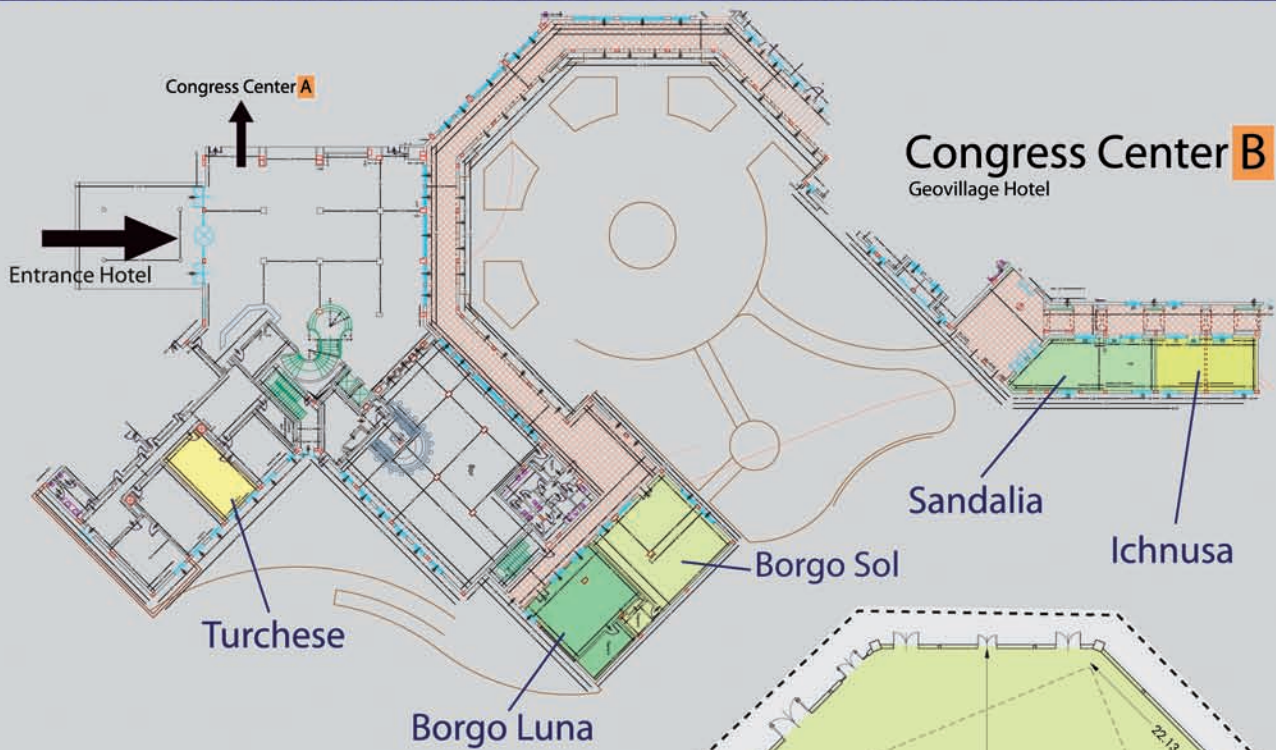 Congress Center A
Congress Center B
Geovillage Hotel
Entrance Hotel
Sandalia
Ichnusa
Borgo Sol
Turchese
Borgo Luna
22.13